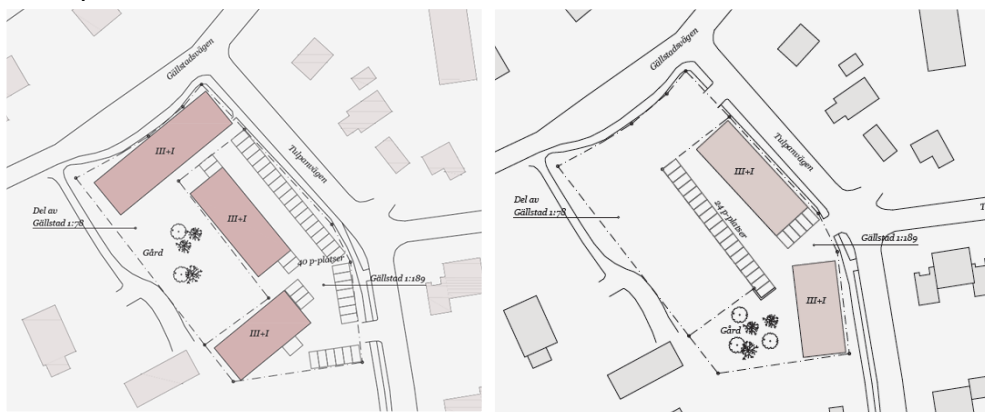 Gällstadsvägen
III+I
Tulpanvägen
III+I
Del av
Gällstad 1:78
Gård
40 p-platser
Gällstad 1:189
III+I
Gällstadsvägen
Tulpanvägen
III+I
24 p-platser
Del av
Gällstad 1:78
T
Gällstad 1:189
III+I
Gård